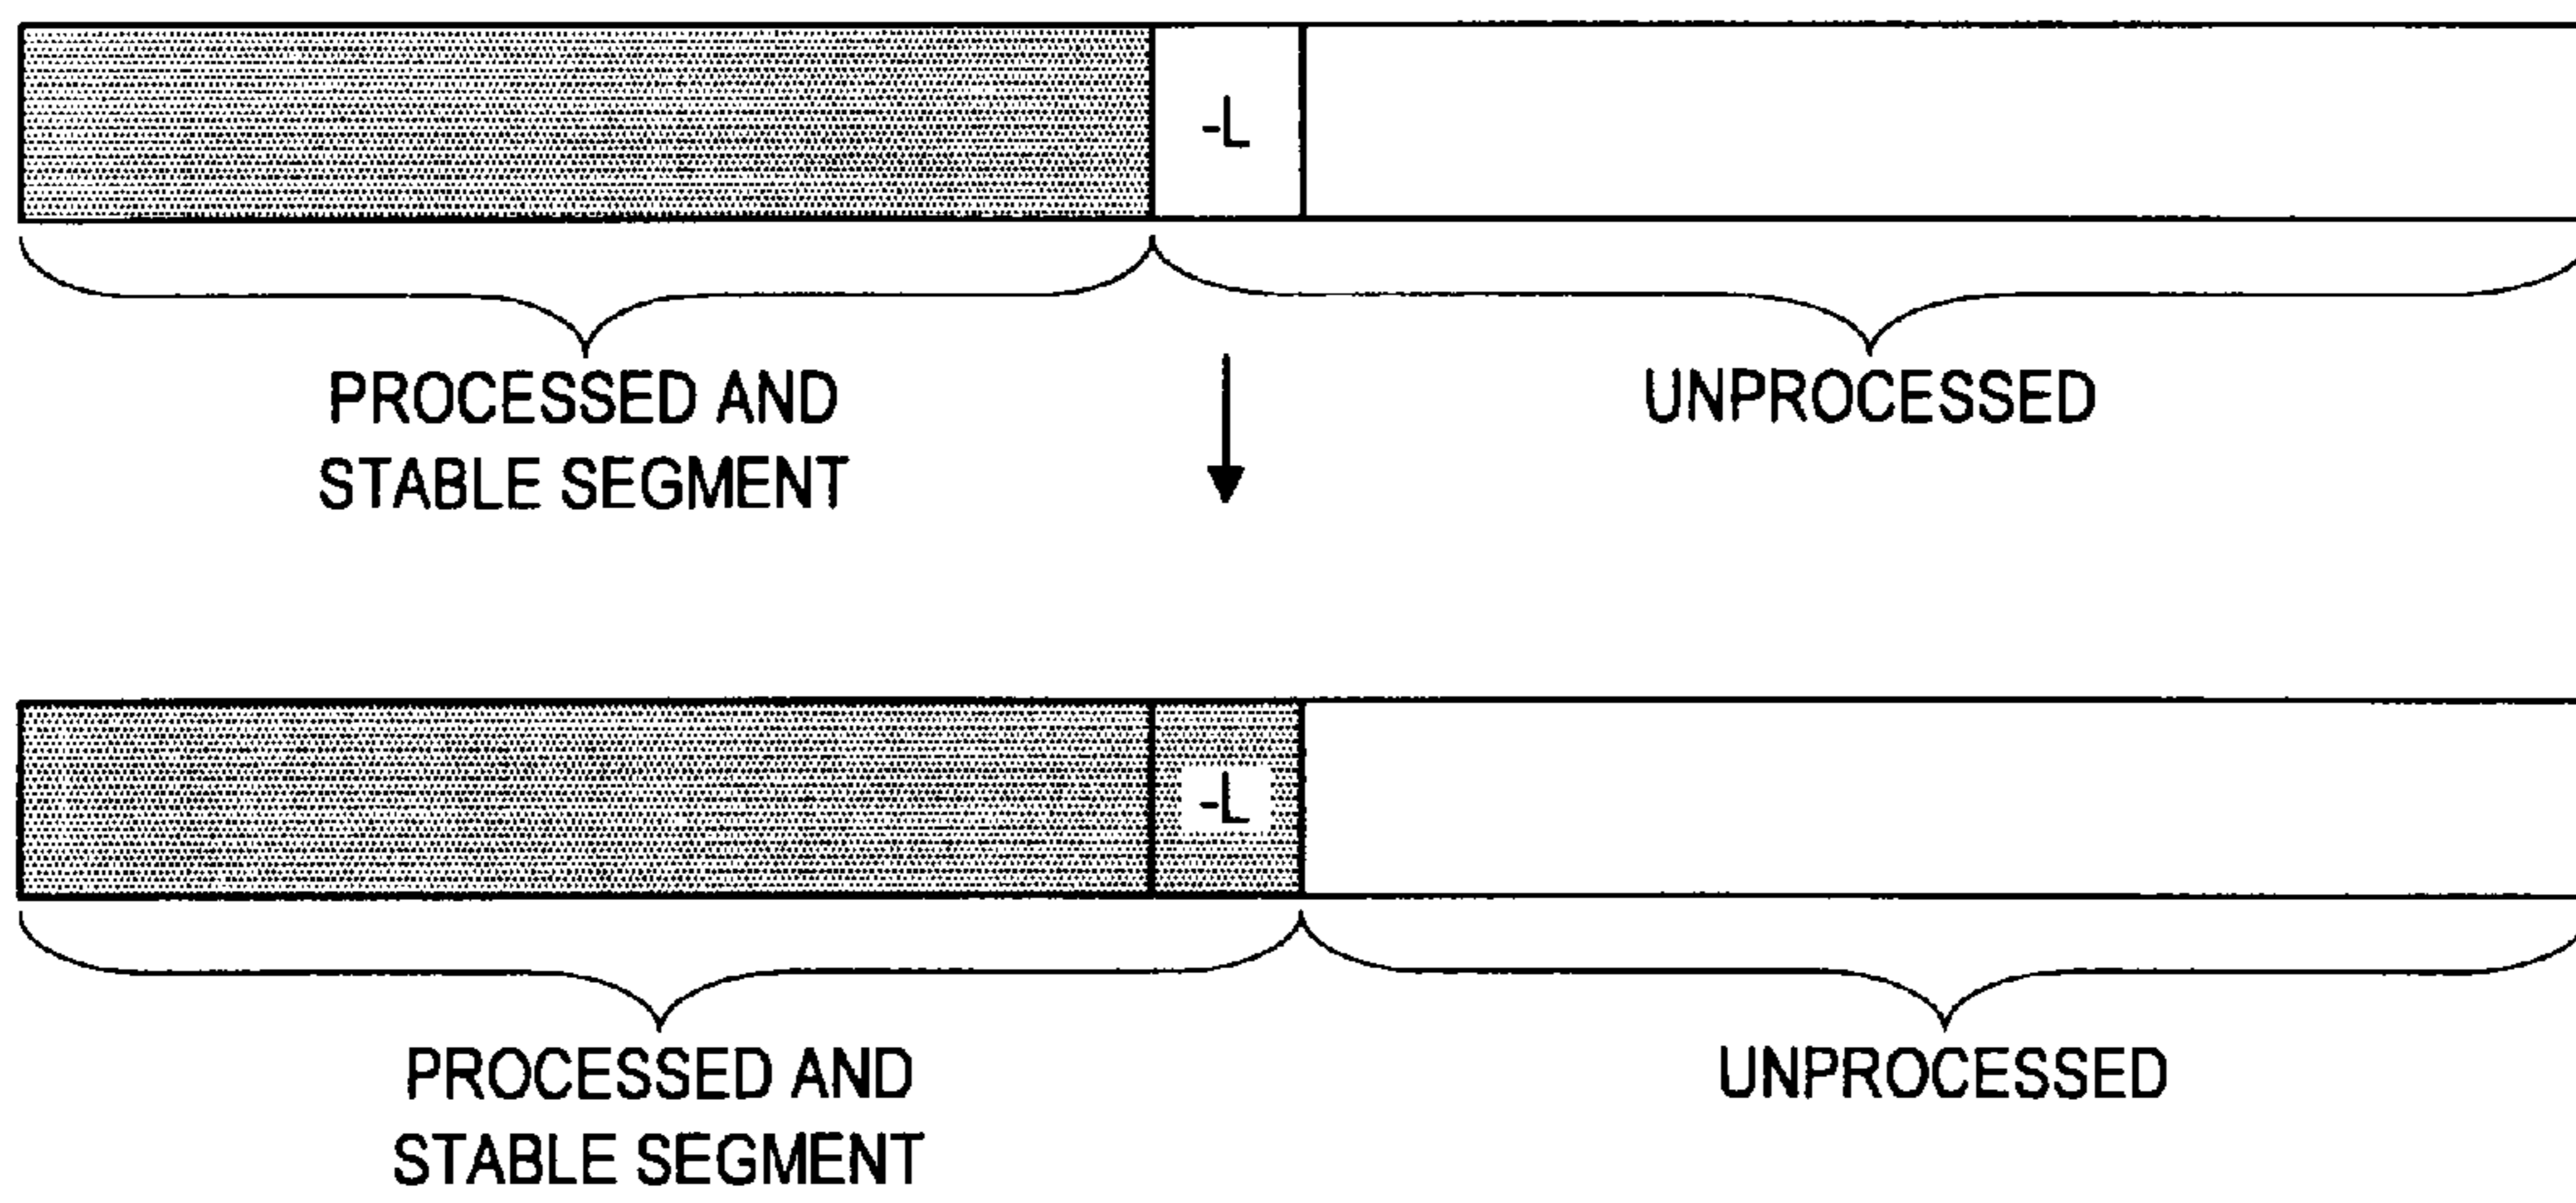 -L
PROCESSED AND
STABLE SEGMENT
UNPROCESSED
-L
PROCESSED AND
STABLE SEGMENT
UNPROCESSED